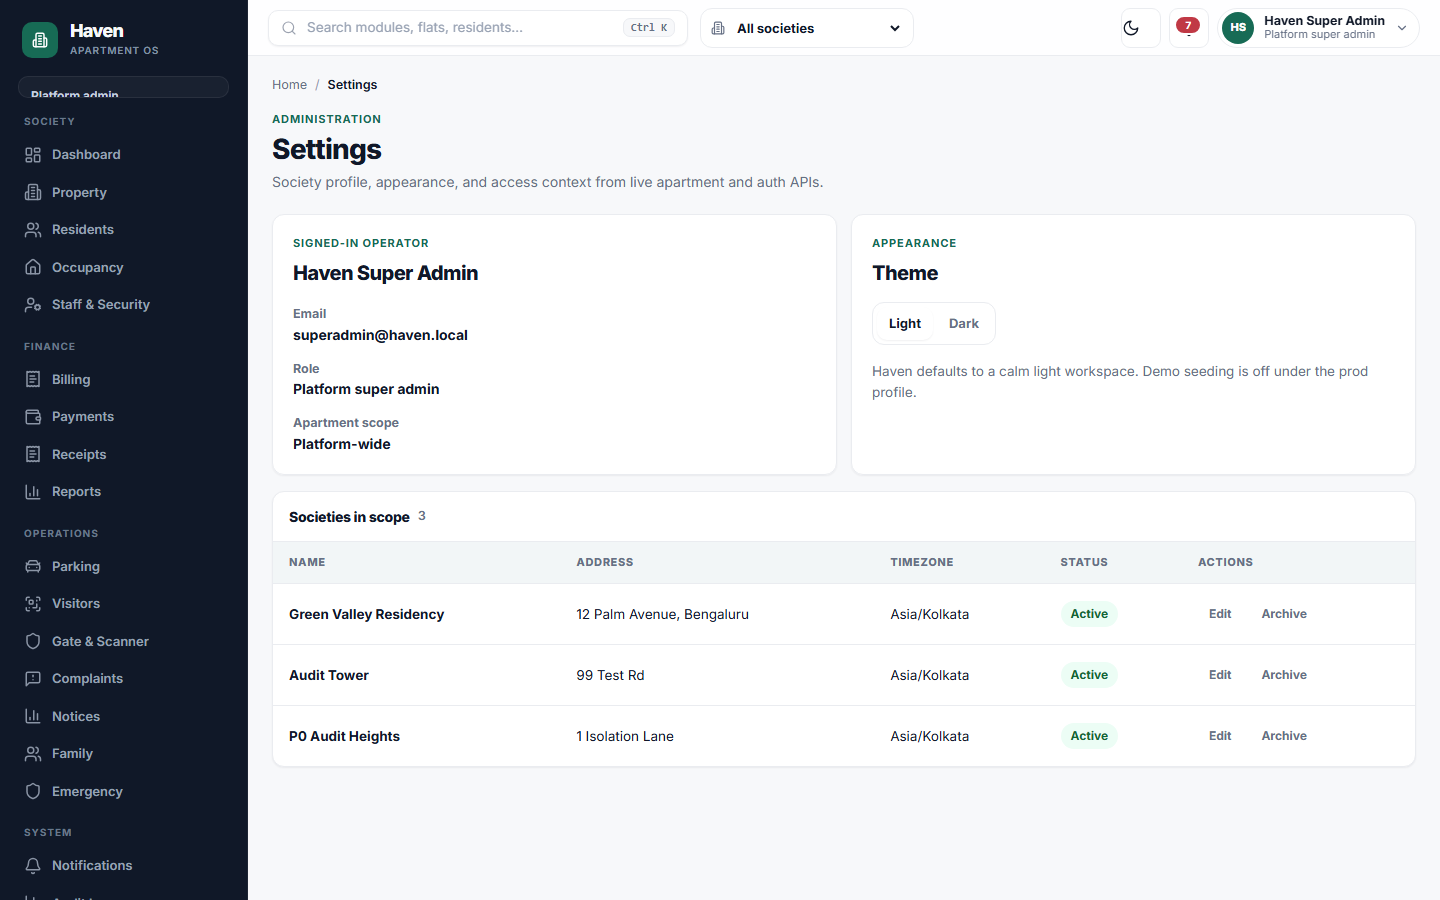 Haven
APARTMENT OS
Platform admin
SOCIETY
Dashboard
Property
Residents
Occupancy
Staff & Security
FINANCE
Billing
Payments
Receipts
Reports
OPERATIONS
Parking
Visitors
Gate & Scanner
Complaints
Notices
Family
Emergency
SYSTEM
Notifications
Search modules, flats, residents...
Ctrl K
All societies
7
HS
Haven Super Admin
Platform super admin
Home / Settings
ADMINISTRATION
Settings
Society profile, appearance, and access context from live apartment and auth APIs.
SIGNED-IN OPERATOR
Haven Super Admin
Email
superadmin@haven.local
Role
Platform super admin
Apartment scope
Platform-wide
APPEARANCE
Theme
Light Dark
Haven defaults to a calm light workspace. Demo seeding is off under the prod
profile.
Societies in scope 3
NAME ADDRESS TIMEZONE STATUS ACTIONS
Green Valley Residency 12 Palm Avenue, Bengaluru Asia/Kolkata Active Edit Archive
Audit Tower 99 Test Rd Asia/Kolkata Active Edit Archive
P0 Audit Heights 1 Isolation Lane Asia/Kolkata Active Edit Archive